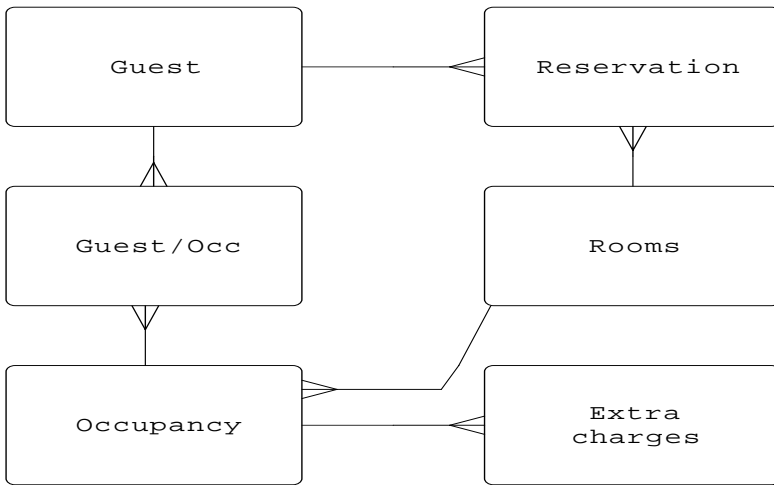 Guest
Reservation
Guest/Occ
Rooms
Occupancy
Extra
charges